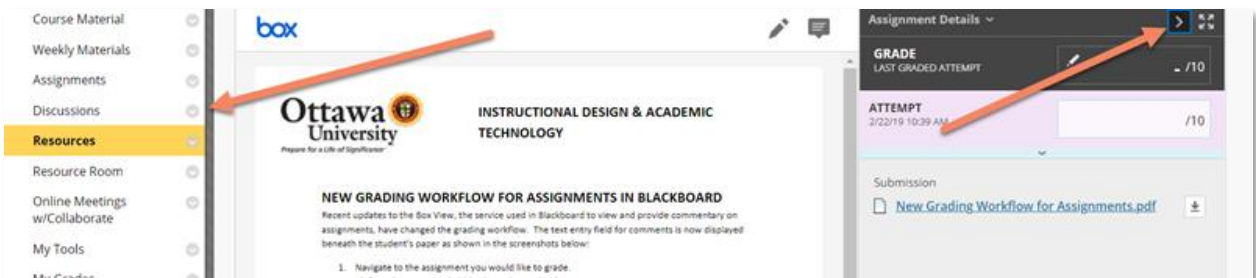 Course Material
Weekly Materials
Assignments
Discussions
Resources
Resource Room
Online Meetings
w/Collaborate
My Tools
My Grades
box
Ottawa
University
Prepare for a Life of Significance
INSTRUCTIONAL DESIGN & ACADEMIC
TECHNOLOGY
NEW GRADING WORKFLOW FOR ASSIGNMENTS IN BLACKBOARD
Recent updates to the Box View, the service used in Blackboard to view and provide commentary on
assignments, have changed the grading workflow. The text entry field for comments is now displayed
beneath the student's paper as shown in the screenshots below:
1. Navigate to the assignment you would like to grade.
Assignment Details
GRADE
LAST GRADED ATTEMPT
- /10
ATTEMPT
2/22/19 10:39 AM
/10
Submission
New Grading Workflow for Assignments.pdf